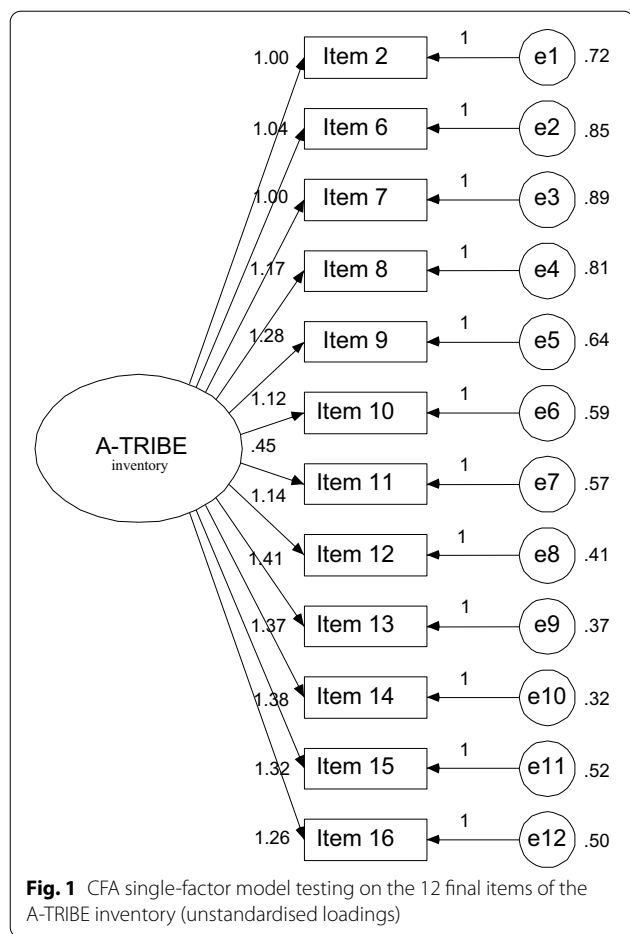 1.00 Item 2 1 e1 .72
1.04 Item 6 1 e2 .85
1.00 Item 7 1 e3 .89
1.17 Item 8 1 e4 .81
1.28 Item 9 1 e5 .64
1.12 Item 10 1 e6 .59
A-TRIBE .45
inventory
Item 11 1 e7 .57
1.14 Item 12 1 e8 .41
1.41 Item 13 1 e9 .37
1.37 Item 14 1 e10 .32
1.38 Item 15 1 e11 .52
1.32
1.26 Item 16 1 e12 .50
Fig. 1 CFA single-factor model testing on the 12 final items of the
A-TRIBE inventory (unstandardised loadings)